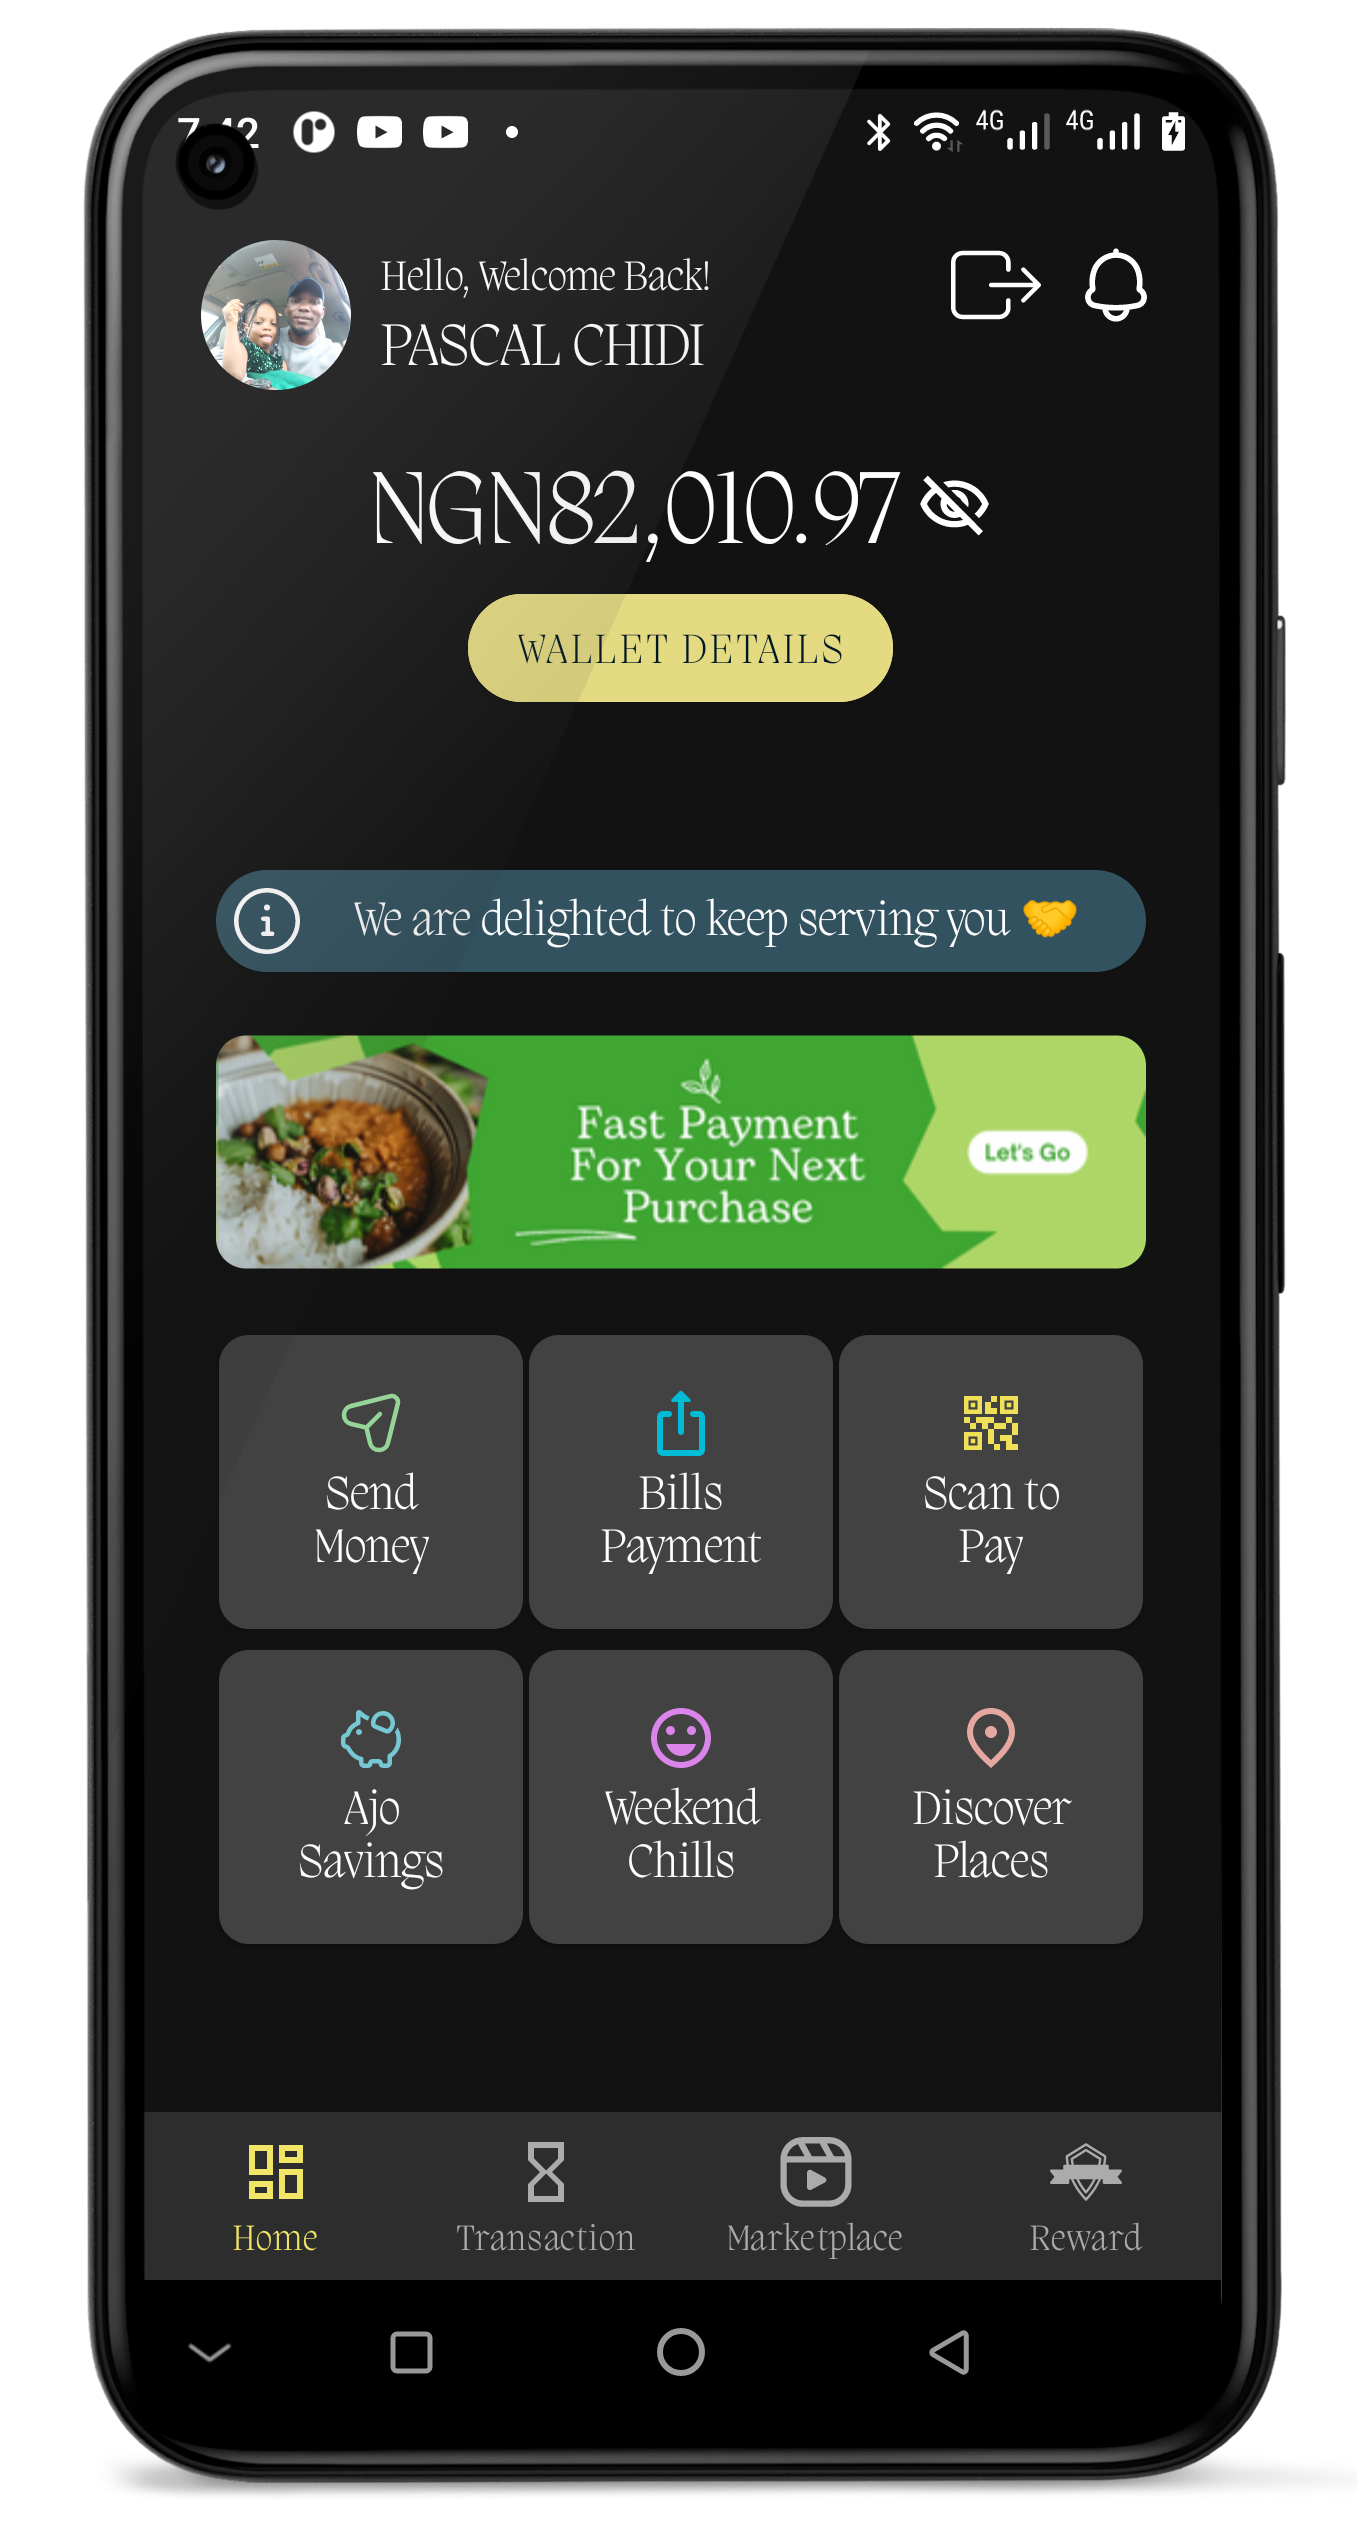 4G 4G
Hello, Welcome Back!
PASCAL CHIDI
NGN82,010.97
WALLET DETAILS
We are delighted to keep serving you 🤝
Fast Payment
For Your Next
Purchase
Let's Go
Send
Money
Bills
Payment
Scan to
Pay
Ajo
Savings
Weekend
Chills
Discover
Places
Home
Transaction
Marketplace
Reward